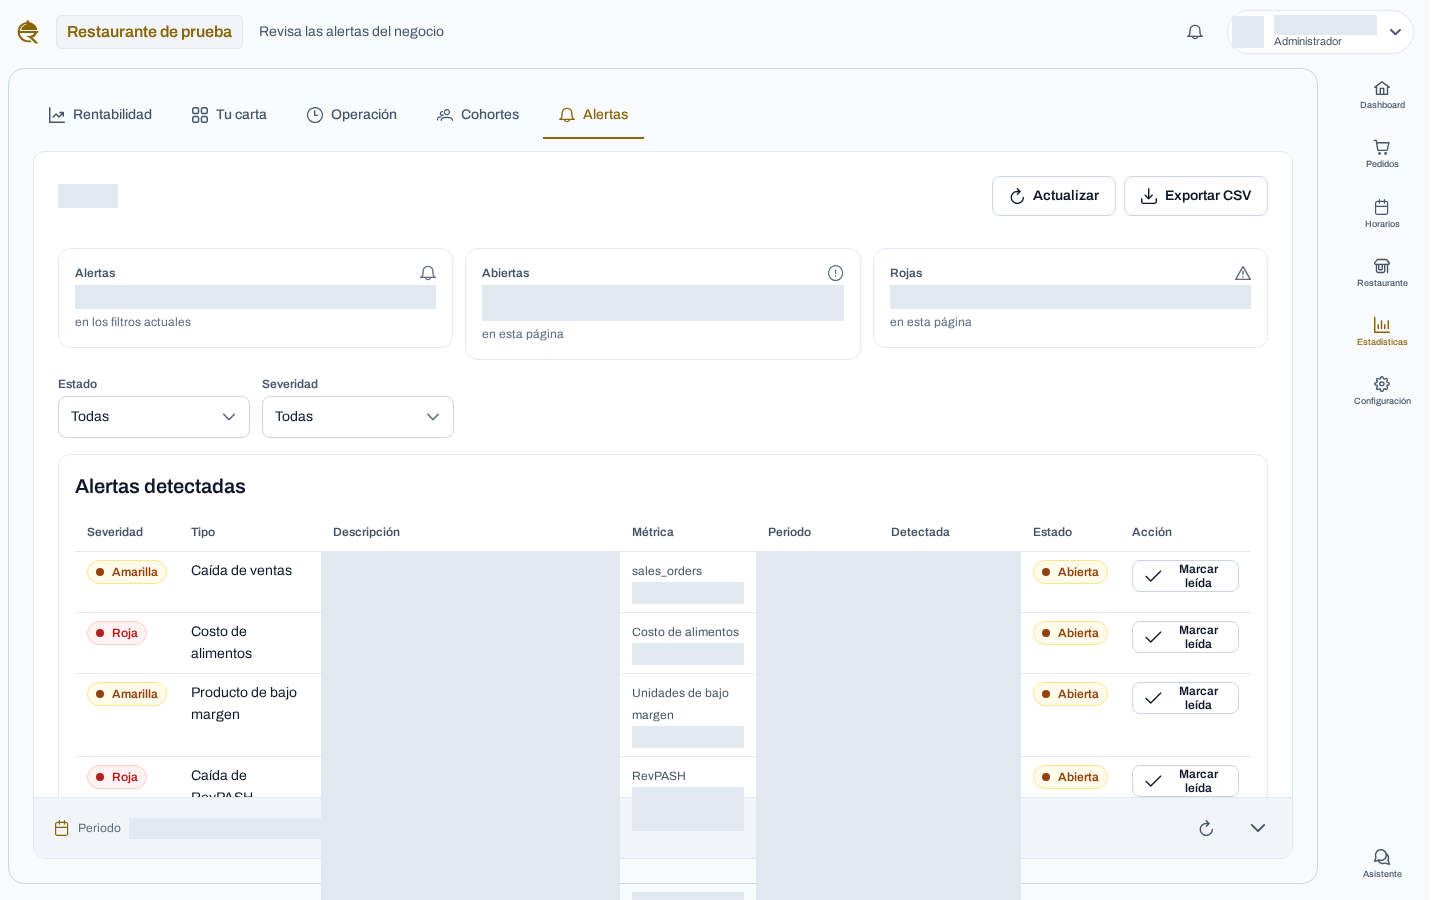 Restaurante de prueba
Revisa las alertas del negocio
Administrador
Rentabilidad
Tu carta
Operación
Cohortes
Alertas
Dashboard
Pedidos
Horarios
Restaurante
Estadísticas
Configuración
Asistente
Actualizar
Exportar CSV
Alertas
en los filtros actuales
Abiertas
en esta página
Rojas
en esta página
Estado
Todas
Severidad
Todas
Alertas detectadas
Severidad Tipo Descripción Métrica Periodo Detectada Estado Acción
Amarilla Caída de ventas sales_orders Abierta Marcar
leída
Roja Costo de Costo de alimentos Abierta Marcar
alimentos leída
Amarilla Producto de bajo Unidades de bajo Abierta Marcar
margen margen leída
Roja Caída de RevPASH Abierta Marcar
RevPASH leída
Periodo